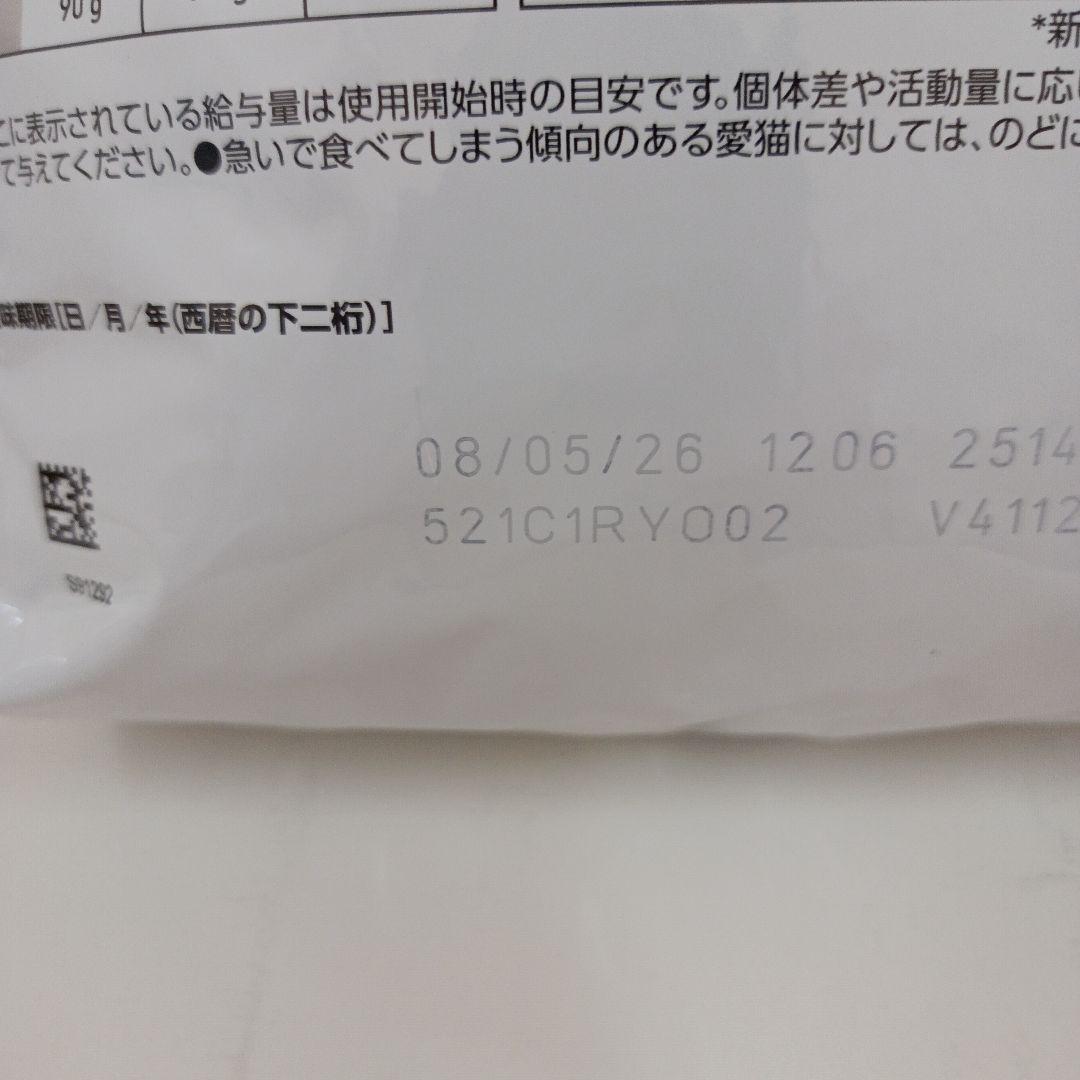 90g
*新
に表示されている給与量は使用開始時の目安です。個体差や活動量に応
て与えてください。●急いで食べてしまう傾向のある愛猫に対しては、のどに
味期限[日/月/年(西暦の下二桁)]
08/05/26 1206 2514
521C1RYO02 V4112
S91292